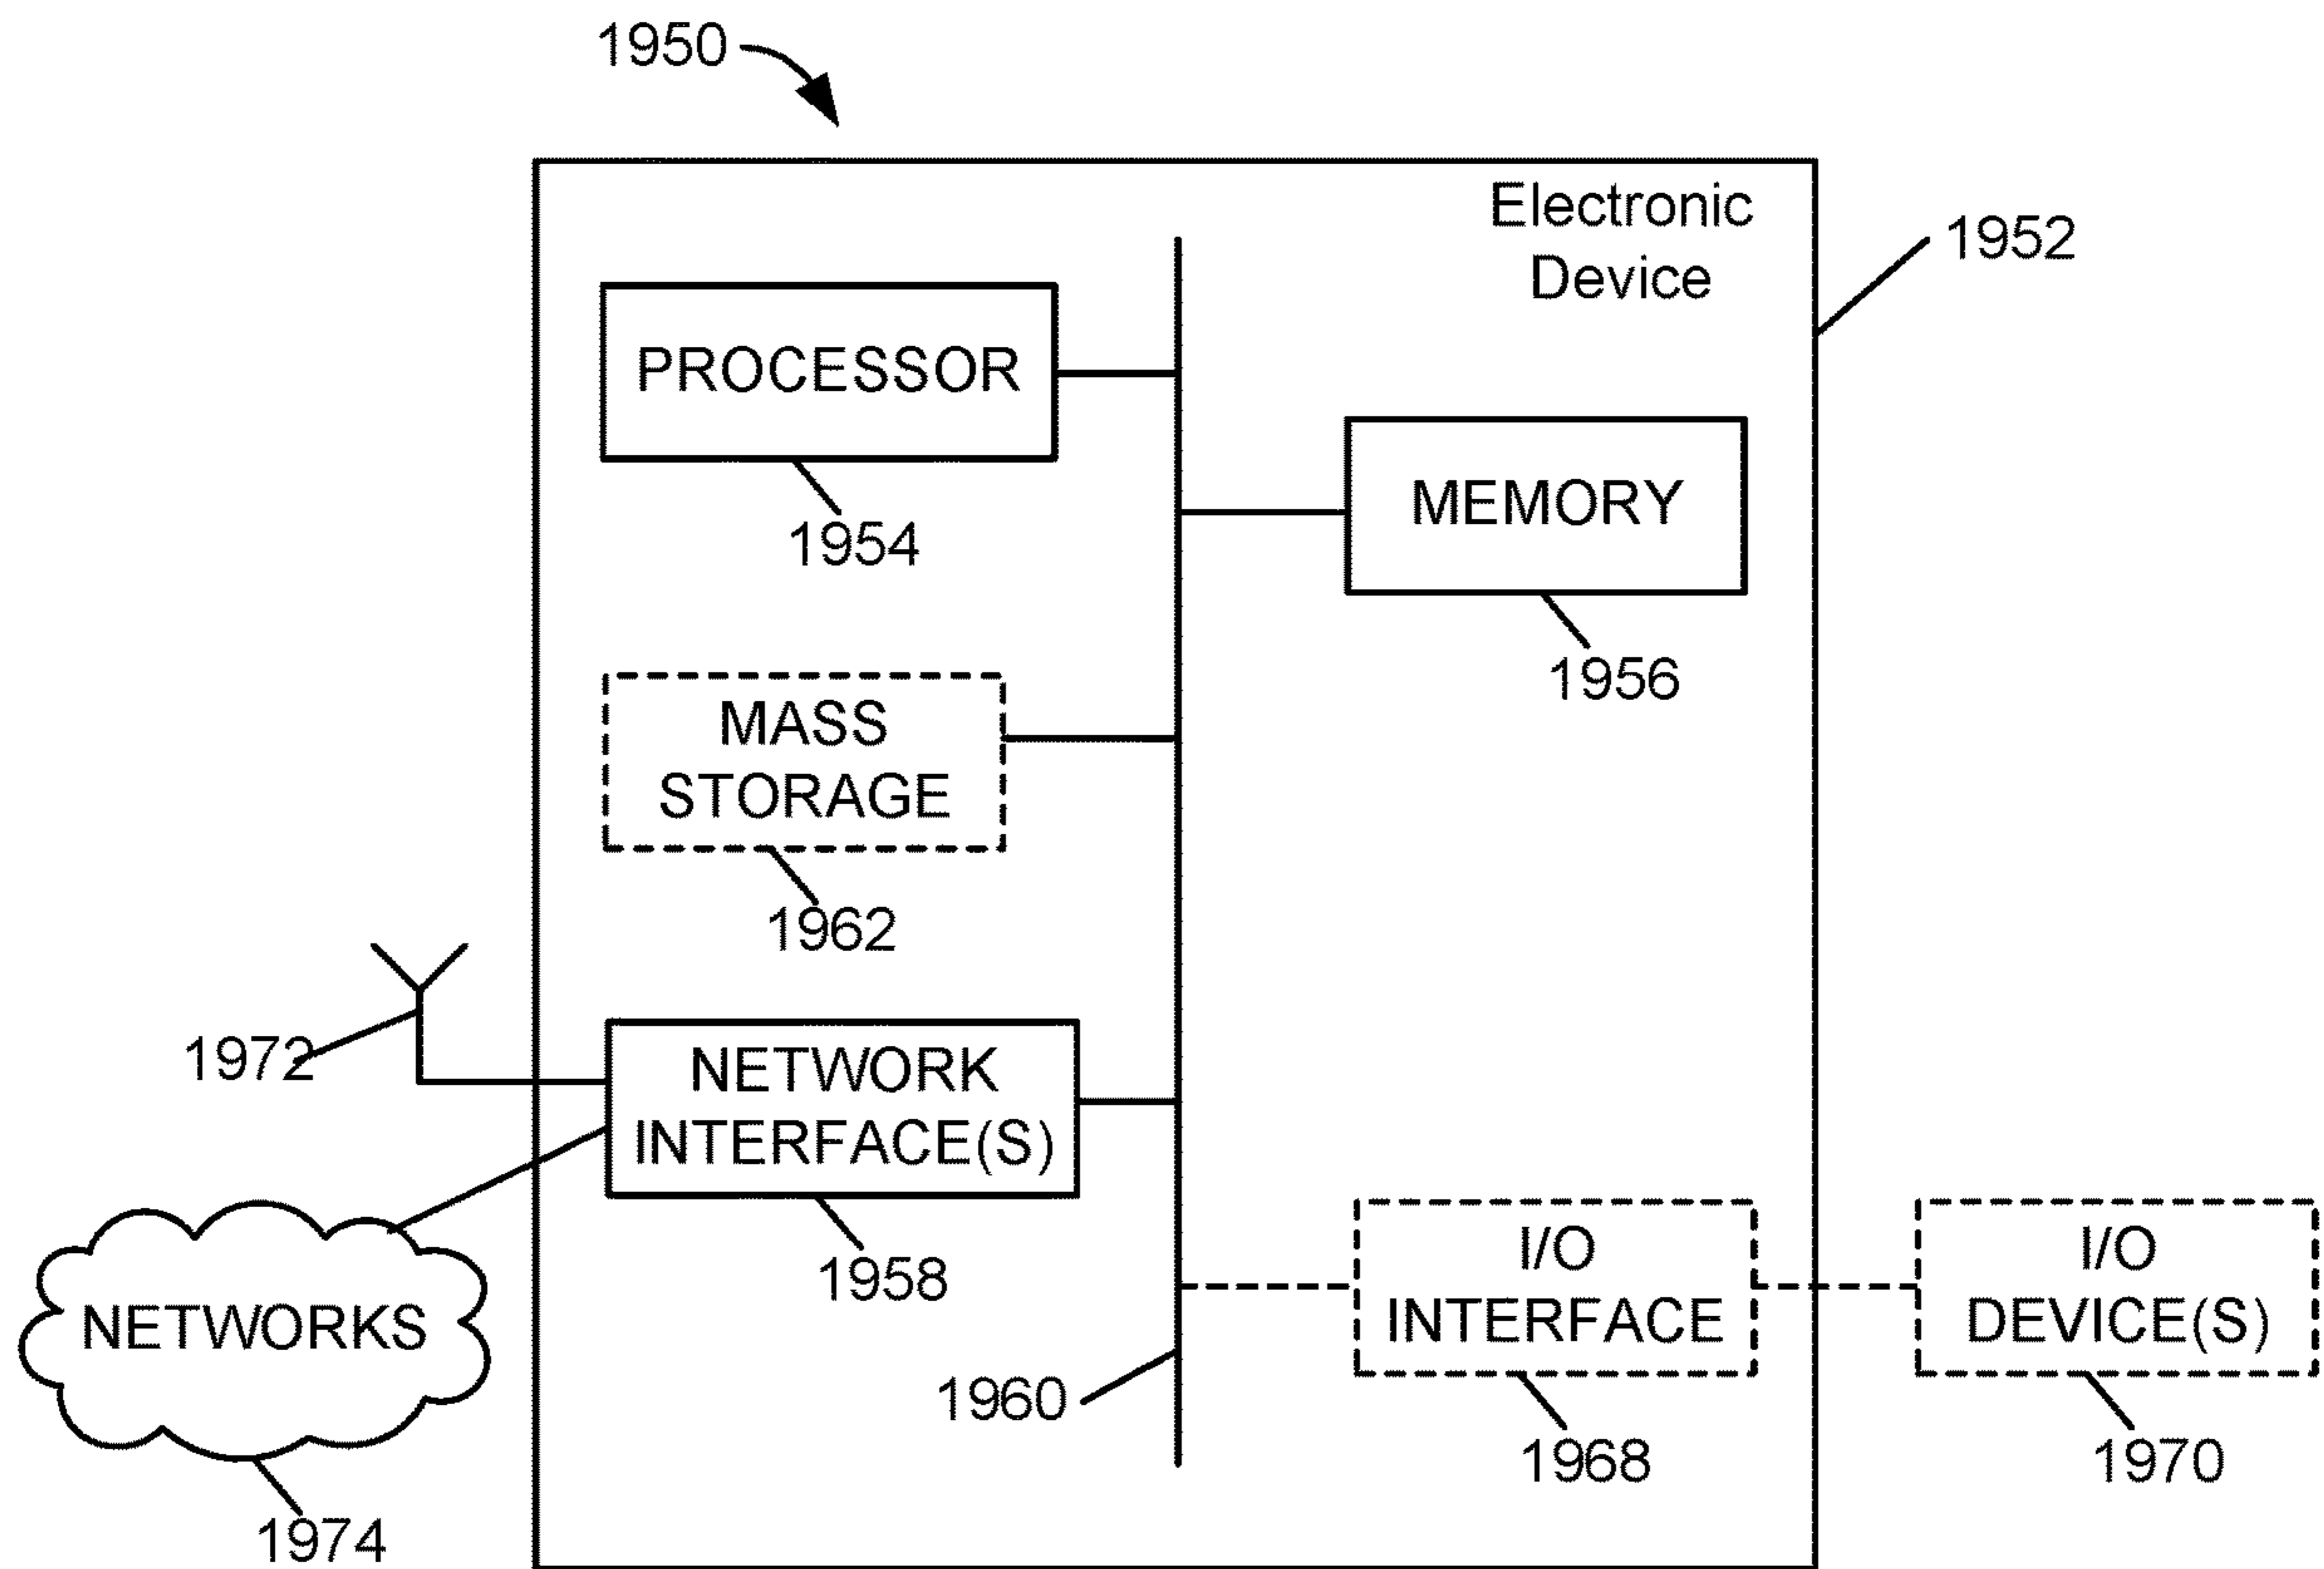 1950
Electronic
Device
1952
PROCESSOR
1954
MEMORY
1956
MASS
STORAGE
1962
1972
NETWORK
INTERFACE(S)
1958
NETWORKS
1974
1960
I/O
INTERFACE
1968
I/O
DEVICE(S)
1970